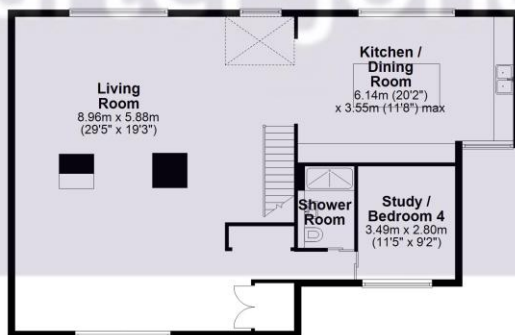 Living
Room
8.96m x 5.88m
(29'5" x 19'3")
Kitchen /
Dining
Room
6.14m (20'2")
x 3.55m (11'8") max
Shower
Room
Study /
Bedroom 4
3.49m x 2.80m
(11'5" x 9'2")